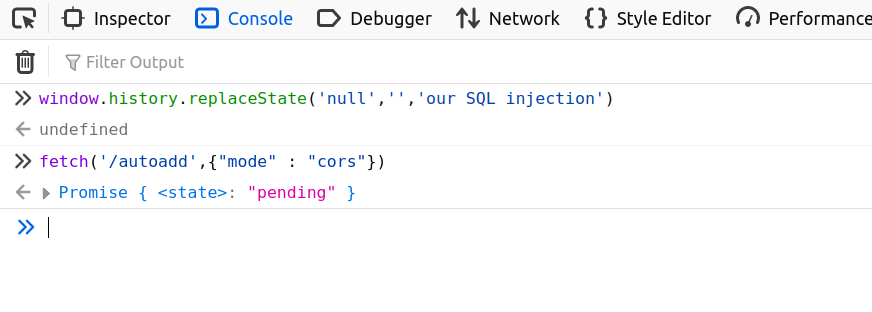 Inspector Console Debugger Network Style Editor Performance
Filter Output
window.history.replaceState('null','','our SQL injection')
undefined
fetch('/autoadd',{"mode" : "cors"})
Promise { <state>: "pending" }